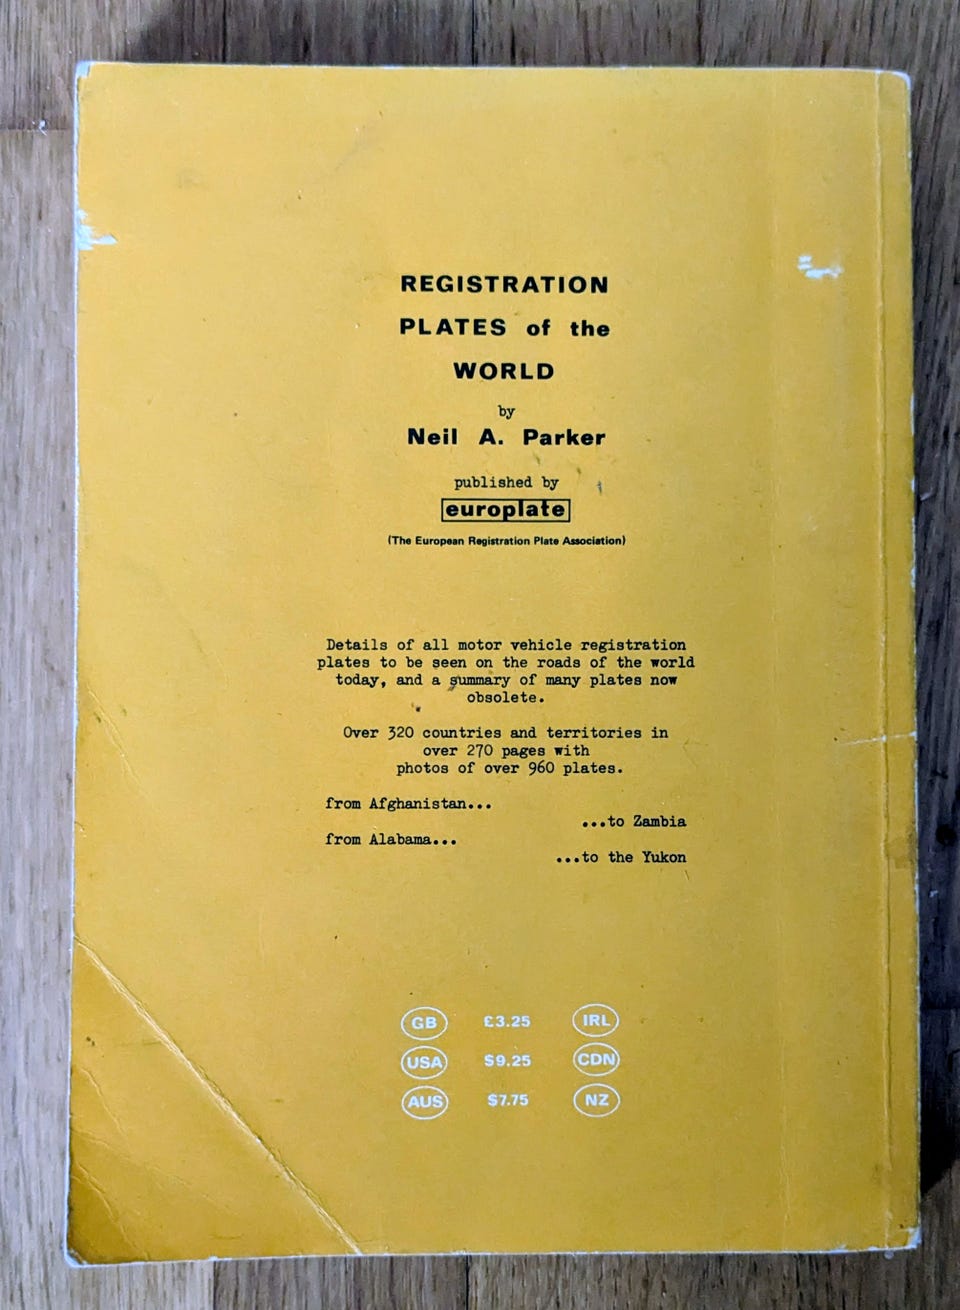 REGISTRATION
PLATES of the
WORLD
by
Neil A. Parker
published by
europlate
(The European Registration Plate Association)
Details of all motor vehicle registration
plates to be seen on the roads of the world
today, and a summary of many plates now
obsolete.
Over 320 countries and territories in
over 270 pages with
photos of over 960 plates.
from Afghanistan...
...to Zambia
from Alabama...
...to the Yukon
GB £3.25 IRL
USA $9.25 CDN
AUS $7.75 NZ